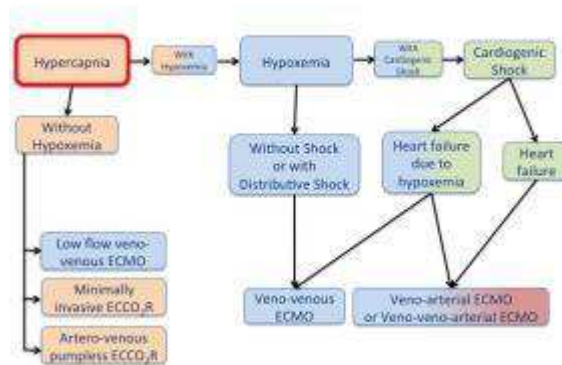 Hypercapnia
With
Hypoxemia
Hypoxemia
With
Cardiogenic
Shock
Cardiogenic
Shock
Without
Hypoxemia
Without Shock
or with
Distributive Shock
Heart failure
due to
hypoxemia
Heart
failure
Low flow veno-
venous ECMO
Minimally
invasive ECCO₂R
Artero-venous
pumpless ECCO₂R
Veno-venous
ECMO
Veno-arterial ECMO
or Veno-veno-arterial ECMO